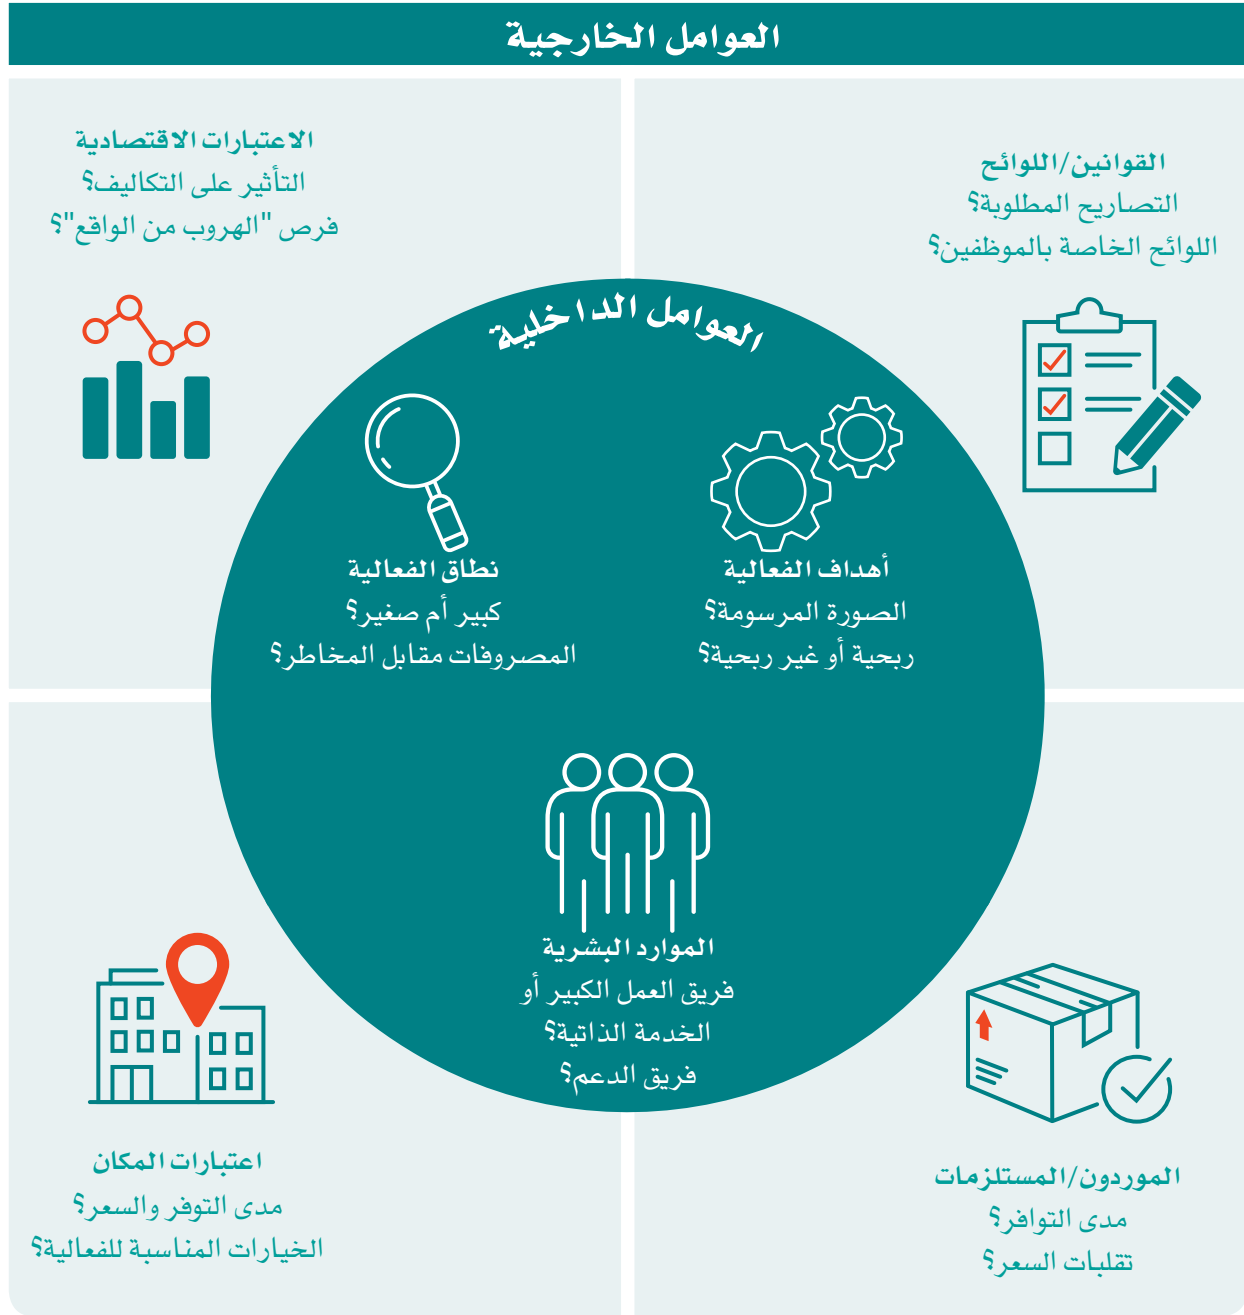 العوامل الخارجية
القوانين/اللوائح
التصاريح المطلوبة؟
اللوائح الخاصة بالموظفين؟
الاعتبارات الاقتصادية
التأثير على التكاليف؟
فرص "الهروب من الواقع"؟
العوامل الداخلية
أهداف الفعالية
الصورة المرسومة؟
ربحية أو غير ربحية؟
نطاق الفعالية
كبير أم صغير؟
المصروفات مقابل المخاطر؟
الموارد البشرية
فريق العمل الكبير أو
الخدمة الذاتية؟
فريق الدعم؟
الموردون/المستلزمات
مدى التوافر؟
تقلبات السعر؟
اعتبارات المكان
مدى التوفر والسعر؟
الخيارات المناسبة للفعالية؟